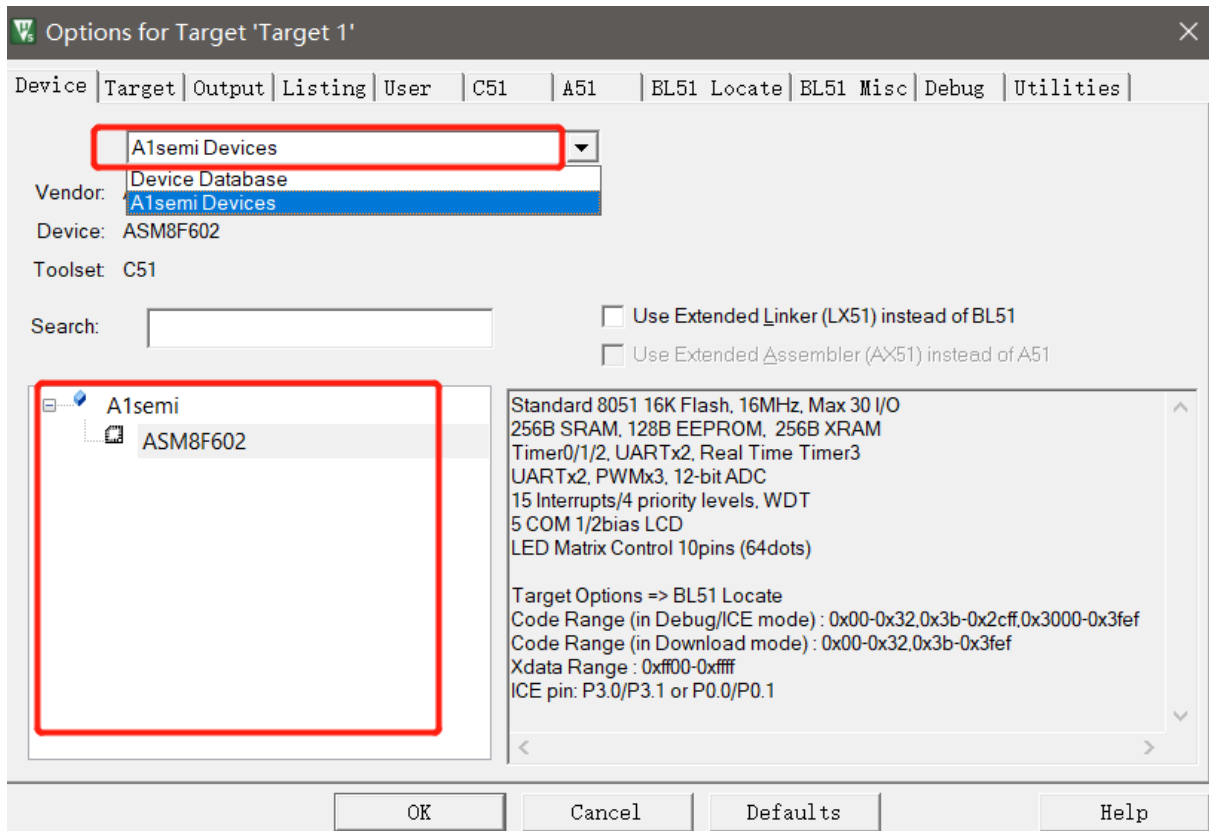 Options for Target 'Target 1'
Device Target Output Listing User C51 A51 BL51 Locate BL51 Misc Debug Utilities
A1semi Devices
Device Database
A1semi Devices
Vendor:
Device: ASM8F602
Toolset: C51
Search:
Use Extended Linker (LX51) instead of BL51
Use Extended Assembler (AX51) instead of A51
A1semi
ASM8F602
Standard 8051 16K Flash, 16MHz, Max 30 I/O
256B SRAM, 128B EEPROM, 256B XRAM
Timer0/1/2, UARTx2, Real Time Timer3
UARTx2, PWMx3, 12-bit ADC
15 Interrupts/4 priority levels, WDT
5 COM 1/2bias LCD
LED Matrix Control 10pins (64dots)
Target Options => BL51 Locate
Code Range (in Debug/ICE mode) : 0x00-0x32,0x3b-0x2cff,0x3000-0x3fef
Code Range (in Download mode) : 0x00-0x32,0x3b-0x3fef
Xdata Range : 0xff00-0xffff
ICE pin: P3.0/P3.1 or P0.0/P0.1
OK Cancel Defaults Help